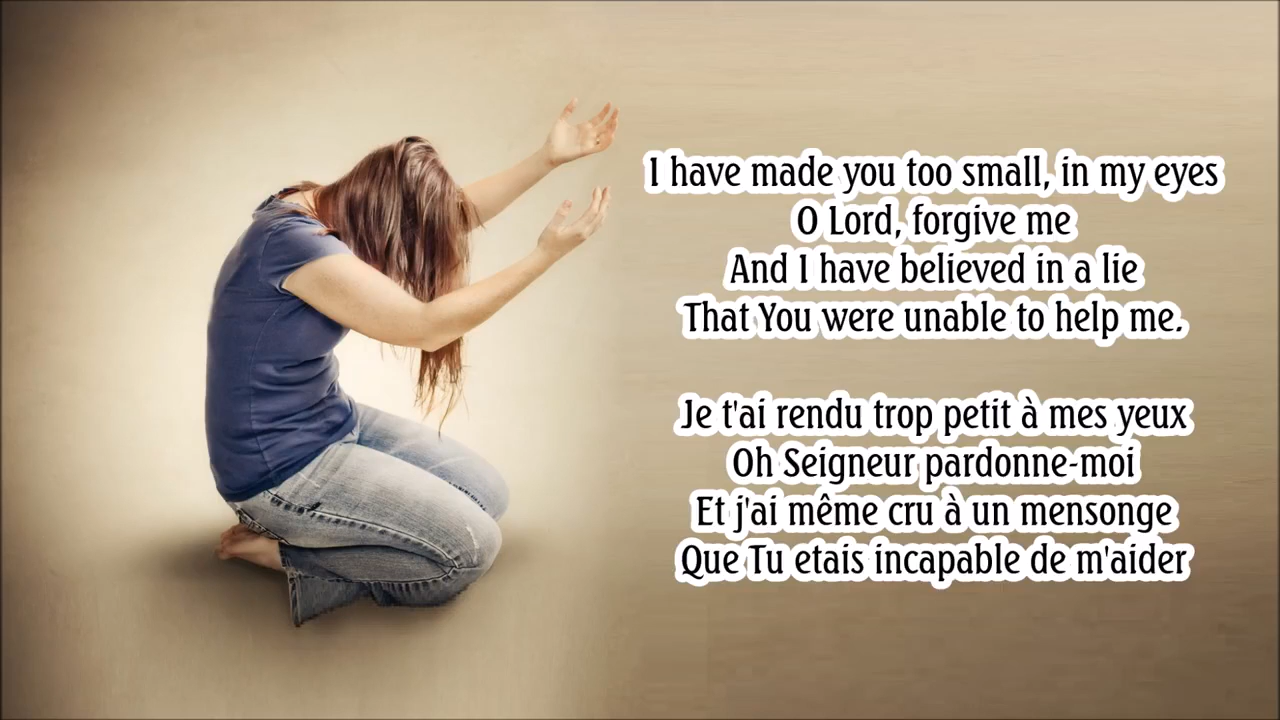 I have made you too small, in my eyes
O Lord, forgive me
And I have believed in a lie
That You were unable to help me.
Je t'ai rendu trop petit à mes yeux
Oh Seigneur pardonne-moi
Et j'ai même cru à un mensonge
Que Tu etais incapable de m'aider